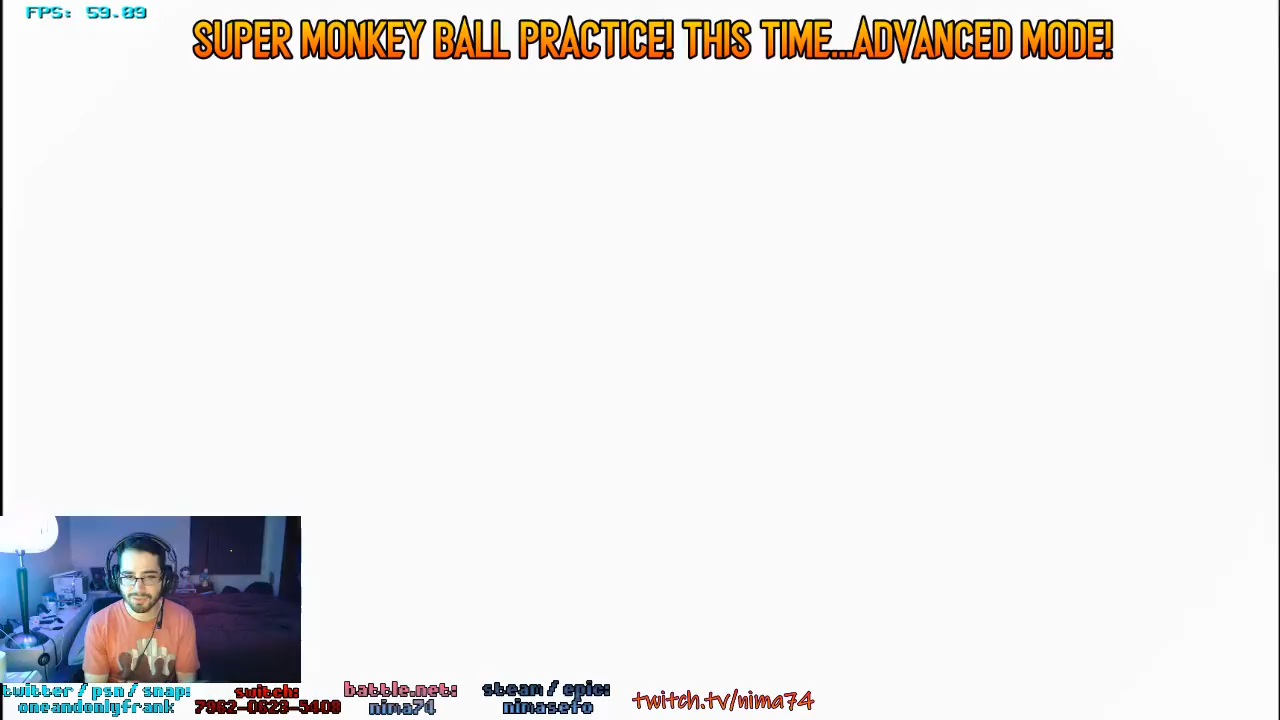 FPS: 59.89
SUPER MONKEY BALL PRACTICE! THIS TIME...ADVANCED MODE!
twitter / psn / snap:
oneandonlyfrank
switch:
7962-0623-5408
battle.net:
nima74
steam / epic:
nimasefo
twitch.tv/nima74